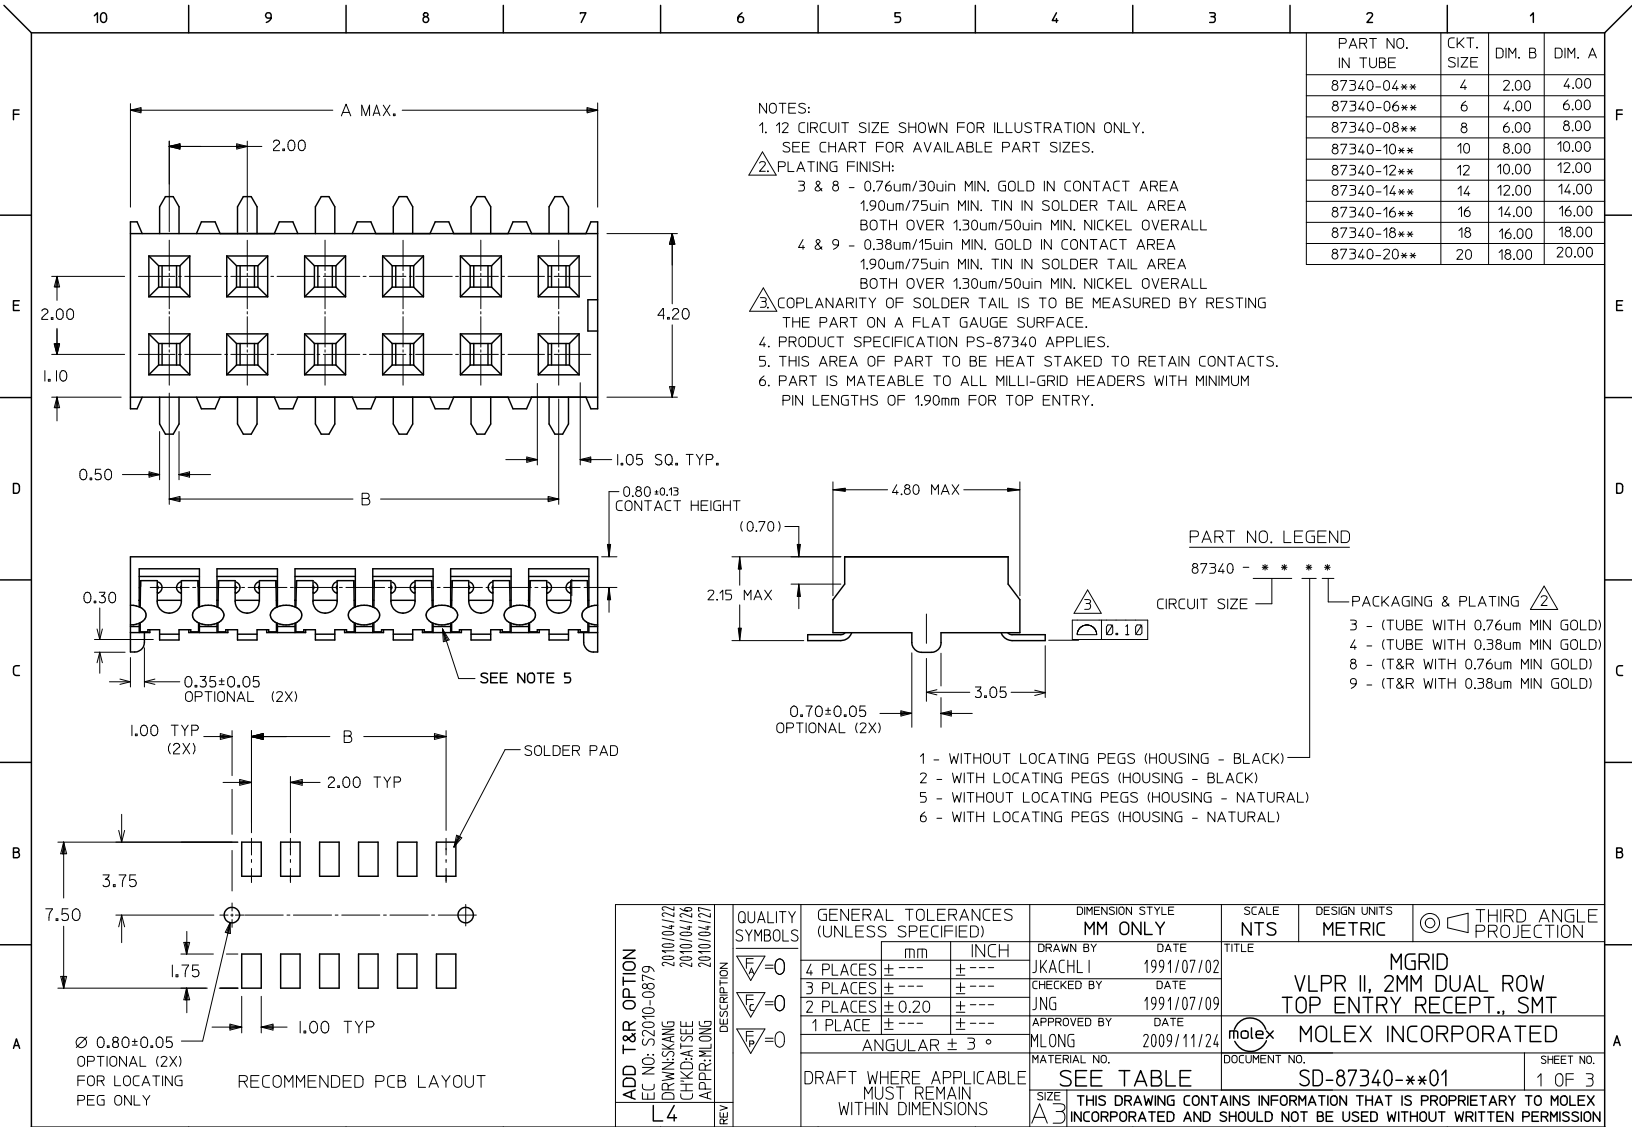 10 9 8 7 6 5 4 3 2 1
F
E
D
C
B
A
F
E
D
C
B
A
PART NO. IN TUBE | CKT. SIZE | DIM. B | DIM. A
87340-04** 4 2.00 4.00
87340-06** 6 4.00 6.00
87340-08** 8 6.00 8.00
87340-10** 10 8.00 10.00
87340-12** 12 10.00 12.00
87340-14** 14 12.00 14.00
87340-16** 16 14.00 16.00
87340-18** 18 16.00 18.00
87340-20** 20 18.00 20.00
A MAX.
2.00
2.00
1.10
4.20
0.50
1.05 SQ. TYP.
B
NOTES:
1. 12 CIRCUIT SIZE SHOWN FOR ILLUSTRATION ONLY.
SEE CHART FOR AVAILABLE PART SIZES.
2. PLATING FINISH:
3 & 8 - 0.76um/30uin MIN. GOLD IN CONTACT AREA
1.90um/75uin MIN. TIN IN SOLDER TAIL AREA
BOTH OVER 1.30um/50uin MIN. NICKEL OVERALL
4 & 9 - 0.38um/15uin MIN. GOLD IN CONTACT AREA
1.90um/75uin MIN. TIN IN SOLDER TAIL AREA
BOTH OVER 1.30um/50uin MIN. NICKEL OVERALL
3. COPLANARITY OF SOLDER TAIL IS TO BE MEASURED BY RESTING
THE PART ON A FLAT GAUGE SURFACE.
4. PRODUCT SPECIFICATION PS-87340 APPLIES.
5. THIS AREA OF PART TO BE HEAT STAKED TO RETAIN CONTACTS.
6. PART IS MATEABLE TO ALL MILLI-GRID HEADERS WITH MINIMUM
PIN LENGTHS OF 1.90mm FOR TOP ENTRY.
0.80±0.13
CONTACT HEIGHT
0.30
0.35±0.05
OPTIONAL (2X)
SEE NOTE 5
4.80 MAX
(0.70)
2.15 MAX
3
0.10
3.05
0.70±0.05
OPTIONAL (2X)
PART NO. LEGEND
87340 - * * * *
CIRCUIT SIZE
PACKAGING & PLATING 2
3 - (TUBE WITH 0.76um MIN GOLD)
4 - (TUBE WITH 0.38um MIN GOLD)
8 - (T&R WITH 0.76um MIN GOLD)
9 - (T&R WITH 0.38um MIN GOLD)
1 - WITHOUT LOCATING PEGS (HOUSING - BLACK)
2 - WITH LOCATING PEGS (HOUSING - BLACK)
5 - WITHOUT LOCATING PEGS (HOUSING - NATURAL)
6 - WITH LOCATING PEGS (HOUSING - NATURAL)
1.00 TYP
(2X)
B
SOLDER PAD
2.00 TYP
3.75
7.50
1.75
1.00 TYP
Ø 0.80±0.05
OPTIONAL (2X)
FOR LOCATING
PEG ONLY
RECOMMENDED PCB LAYOUT
ADD T&R OPTION
EC NO: S2010-0879
DRWN:SKANG 2010/04/22
CH'KD:ATSEE 2010/04/26
APPR:MLONG 2010/04/27
DESCRIPTION
L4
REV
QUALITY SYMBOLS
FA=0
FC=0
FP=0
GENERAL TOLERANCES
(UNLESS SPECIFIED)
mm INCH
4 PLACES ±--- ±---
3 PLACES ±--- ±---
2 PLACES ±0.20 ±---
1 PLACE ±--- ±---
ANGULAR ± 3 °
DRAFT WHERE APPLICABLE
MUST REMAIN
WITHIN DIMENSIONS
DIMENSION STYLE
MM ONLY
SCALE
NTS
DESIGN UNITS
METRIC
THIRD ANGLE
PROJECTION
DRAWN BY DATE
JKACHLI 1991/07/02
CHECKED BY DATE
JNG 1991/07/09
APPROVED BY DATE
MLONG 2009/11/24
TITLE
MGRID
VLPR II, 2MM DUAL ROW
TOP ENTRY RECEPT., SMT
molex MOLEX INCORPORATED
MATERIAL NO.
SEE TABLE
DOCUMENT NO.
SD-87340-**01
SHEET NO.
1 OF 3
SIZE
A3
THIS DRAWING CONTAINS INFORMATION THAT IS PROPRIETARY TO MOLEX
INCORPORATED AND SHOULD NOT BE USED WITHOUT WRITTEN PERMISSION